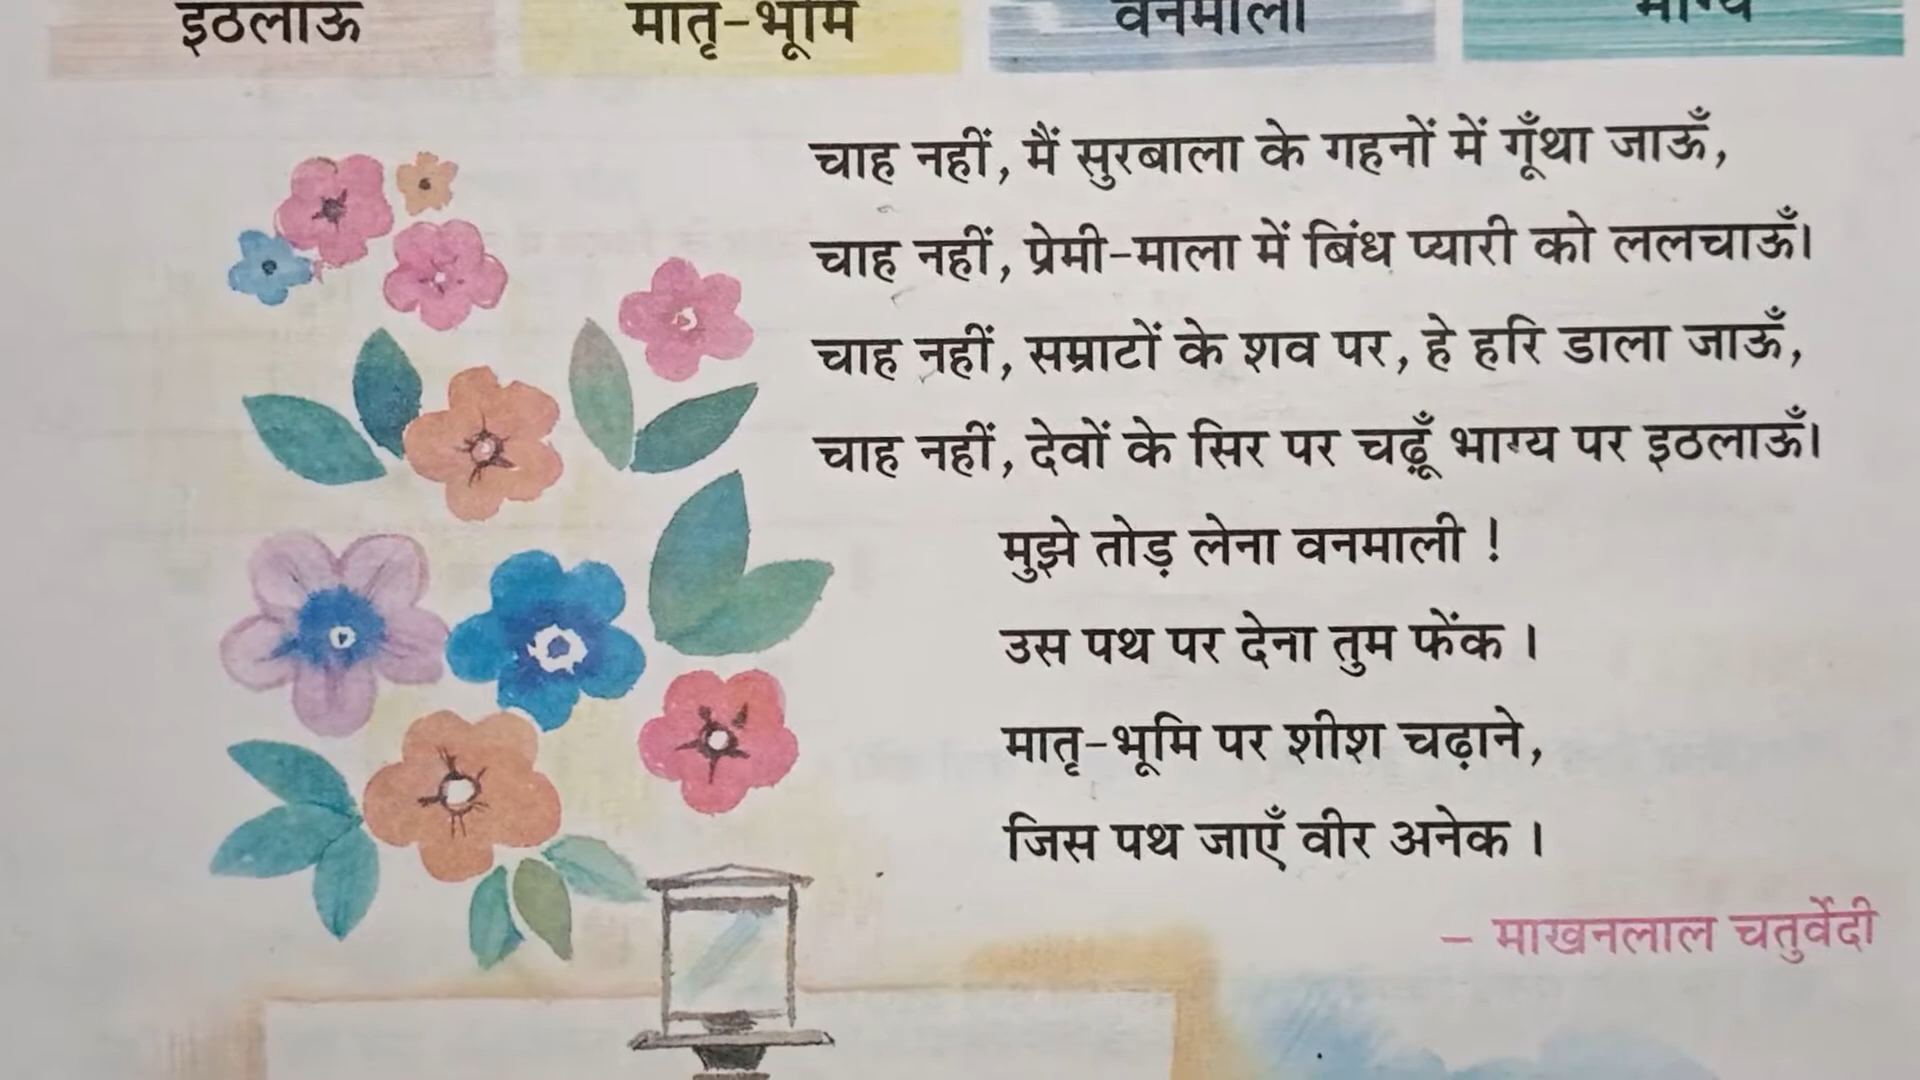 इठलाऊ मातृ-भूमि वनमाली भाग्य
चाह नहीं, मैं सुरबाला के गहनों में गूँथा जाऊँ,
चाह नहीं, प्रेमी-माला में बिंध प्यारी को ललचाऊँ।
चाह नहीं, सम्राटों के शव पर, हे हरि डाला जाऊँ,
चाह नहीं, देवों के सिर पर चढ़ूँ भाग्य पर इठलाऊँ।
मुझे तोड़ लेना वनमाली !
उस पथ पर देना तुम फेंक ।
मातृ-भूमि पर शीश चढ़ाने,
जिस पथ जाएँ वीर अनेक ।
– माखनलाल चतुर्वेदी